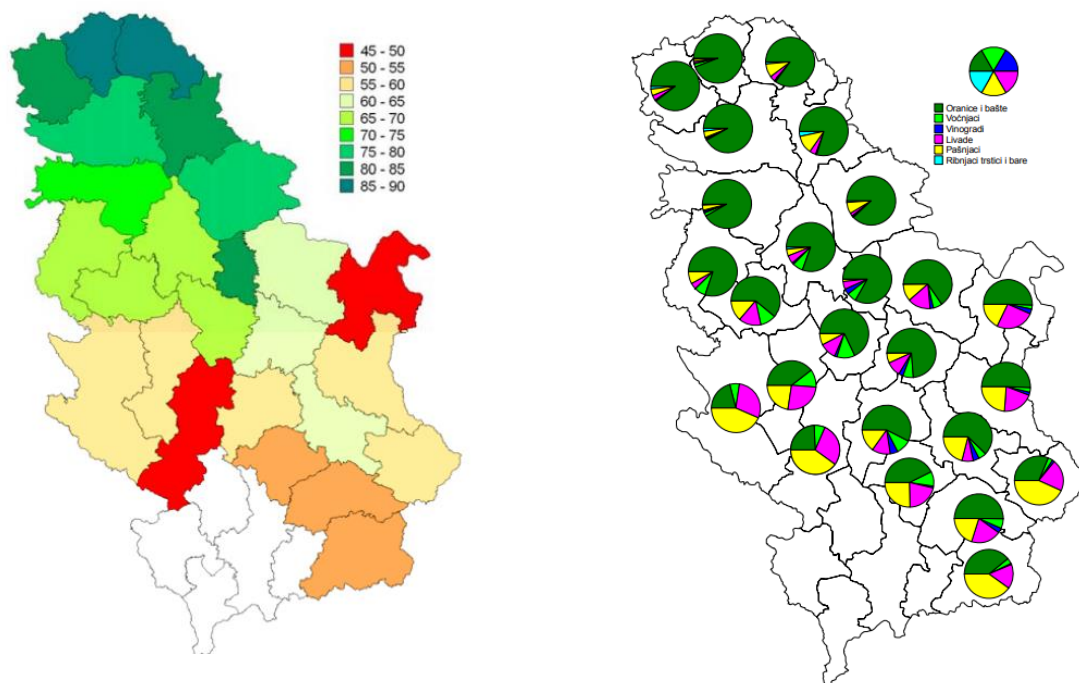 45 - 50
50 - 55
55 - 60
60 - 65
65 - 70
70 - 75
75 - 80
80 - 85
85 - 90
Oranice i bašte
Voćnjaci
Vinogradi
Livade
Pašnjaci
Ribnjaci trstici i bare